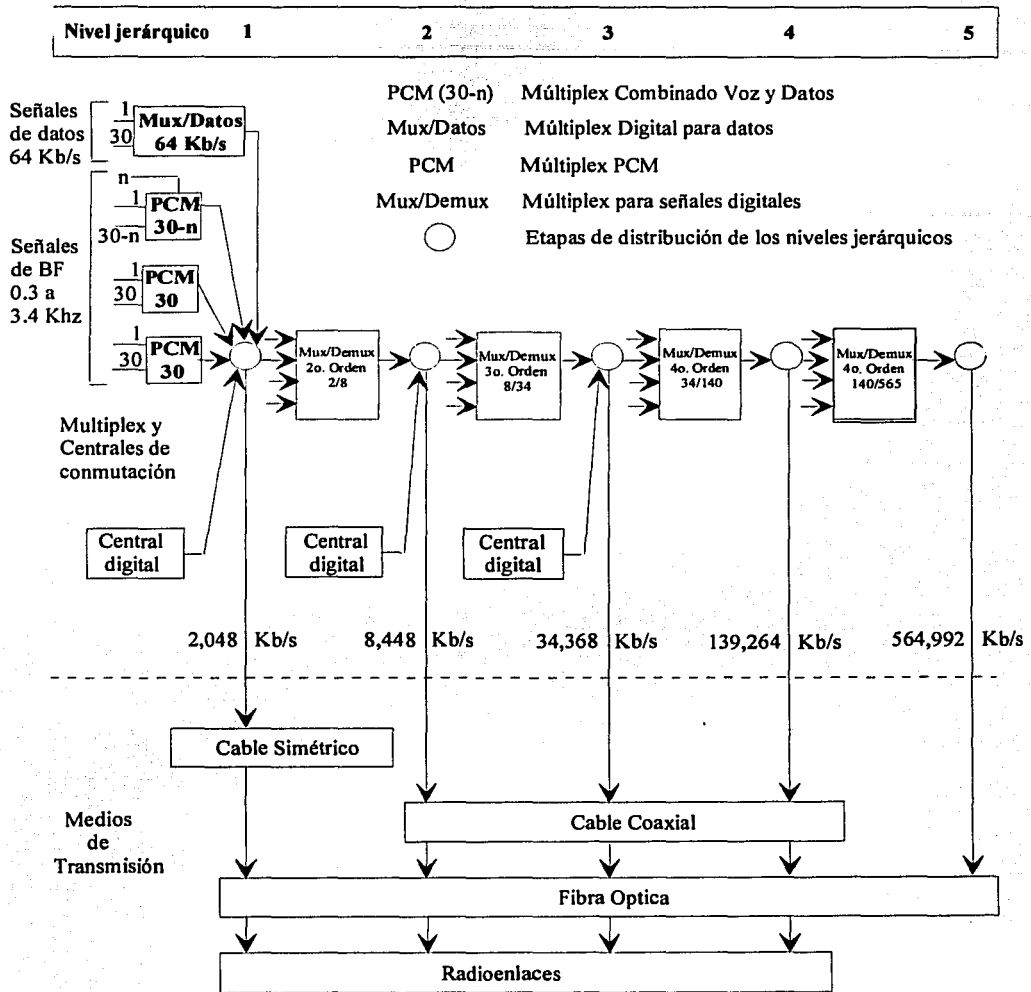 Nivel jerárquico 1 2 3 4 5
Señales
de datos
64 Kb/s
1
30
Mux/Datos
64 Kb/s
PCM (30-n) Múltiplex Combinado Voz y Datos
Mux/Datos Múltiplex Digital para datos
PCM Múltiplex PCM
Mux/Demux Múltiplex para señales digitales
Etapas de distribución de los niveles jerárquicos
Señales
de BF
0.3 a
3.4 Khz
n
1
30-n
PCM
30-n
1
30
PCM
30
1
30
PCM
30
Mux/Demux
2o. Orden
2/8
Mux/Demux
3o. Orden
8/34
Mux/Demux
4o. Orden
34/140
Mux/Demux
4o. Orden
140/565
Multiplex y
Centrales de
conmutación
Central
digital
Central
digital
Central
digital
2,048 Kb/s 8,448 Kb/s 34,368 Kb/s 139,264 Kb/s 564,992 Kb/s
Cable Simétrico
Medios
de
Transmisión
Cable Coaxial
Fibra Optica
Radioenlaces